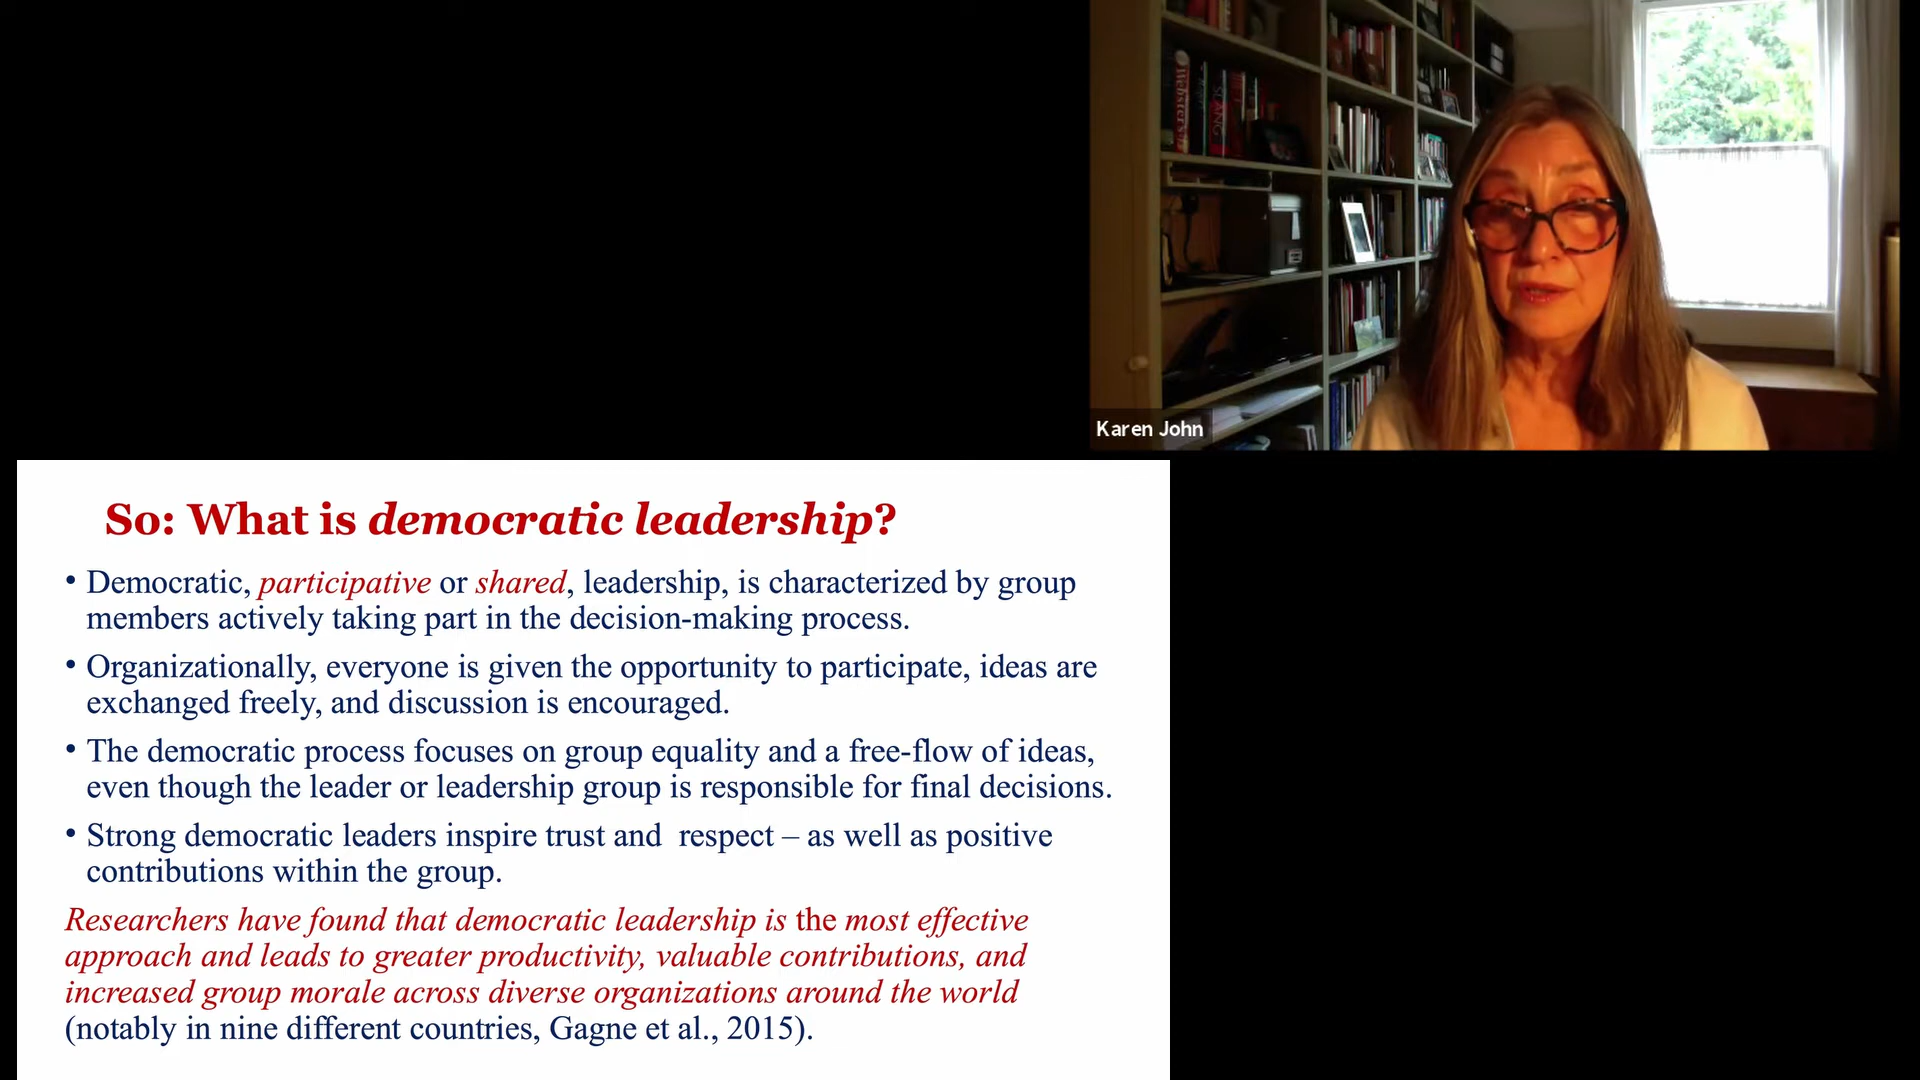 Webster's
SLANG
Karen John
So: What is democratic leadership?
• Democratic, participative or shared, leadership, is characterized by group
members actively taking part in the decision-making process.
• Organizationally, everyone is given the opportunity to participate, ideas are
exchanged freely, and discussion is encouraged.
• The democratic process focuses on group equality and a free-flow of ideas,
even though the leader or leadership group is responsible for final decisions.
• Strong democratic leaders inspire trust and  respect – as well as positive
contributions within the group.
Researchers have found that democratic leadership is the most effective
approach and leads to greater productivity, valuable contributions, and
increased group morale across diverse organizations around the world
(notably in nine different countries, Gagne et al., 2015).